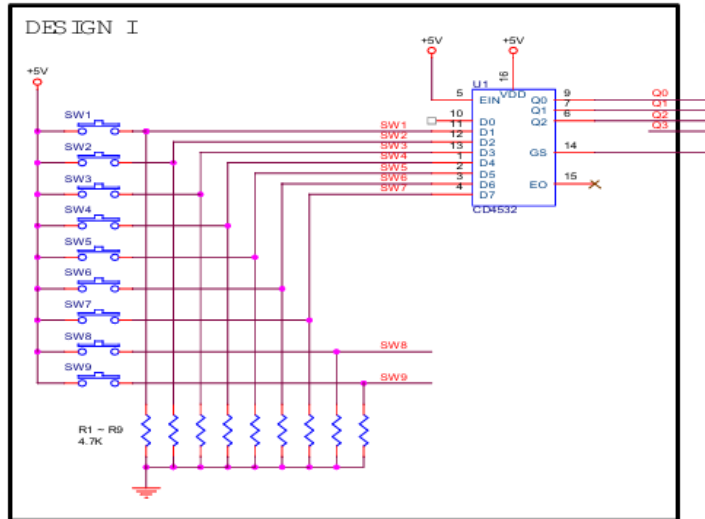 DESIGN I
+5V
+5V
+5V
U1
SW1
SW2
SW3
SW4
SW5
SW6
SW7
SW8
SW9
SW1
SW2
SW3
SW4
SW5
SW6
SW7
SW8
SW9
5
10
11
12
13
1
2
3
4
16
EIN
D0
D1
D2
D3
D4
D5
D6
D7
VDD
Q0
Q1
Q2
GS
EO
9
7
6
14
15
Q0
Q1
Q2
Q3
CD4532
R1 ~ R9
4.7K